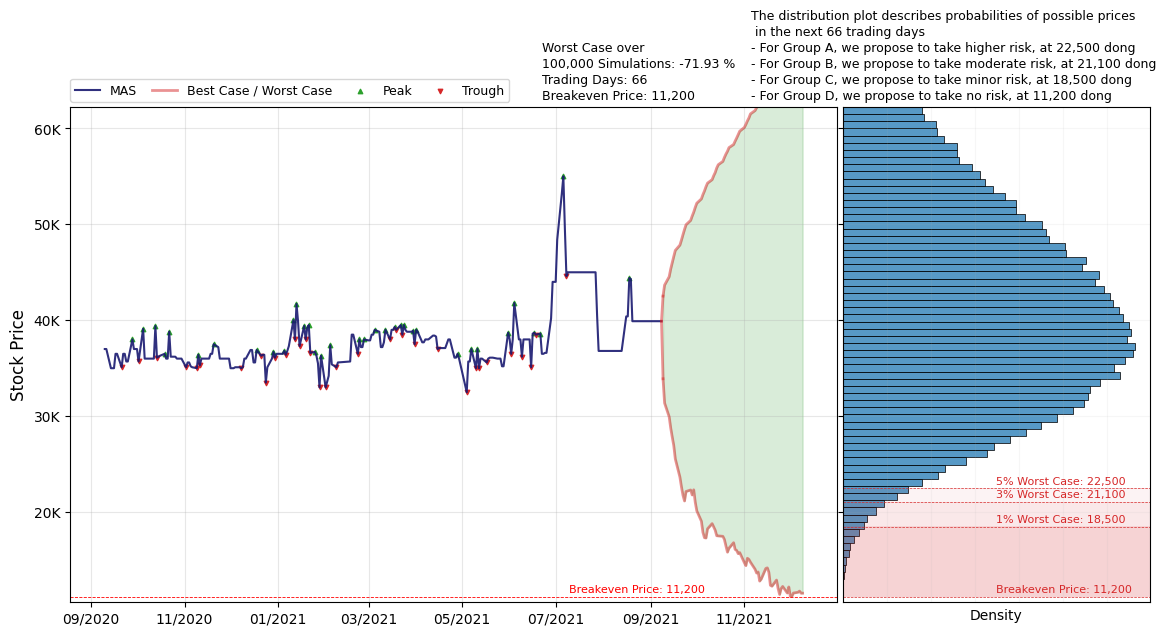 The distribution plot describes probabilities of possible prices
in the next 66 trading days
- For Group A, we propose to take higher risk, at 22,500 dong
- For Group B, we propose to take moderate risk, at 21,100 dong
- For Group C, we propose to take minor risk, at 18,500 dong
- For Group D, we propose to take no risk, at 11,200 dong
Worst Case over
100,000 Simulations: -71.93 %
Trading Days: 66
Breakeven Price: 11,200
MAS
Best Case / Worst Case
Peak
Trough
Stock Price
60K
50K
40K
30K
20K
Breakeven Price: 11,200
09/2020
11/2020
01/2021
03/2021
05/2021
07/2021
09/2021
11/2021
5% Worst Case: 22,500
3% Worst Case: 21,100
1% Worst Case: 18,500
Breakeven Price: 11,200
Density